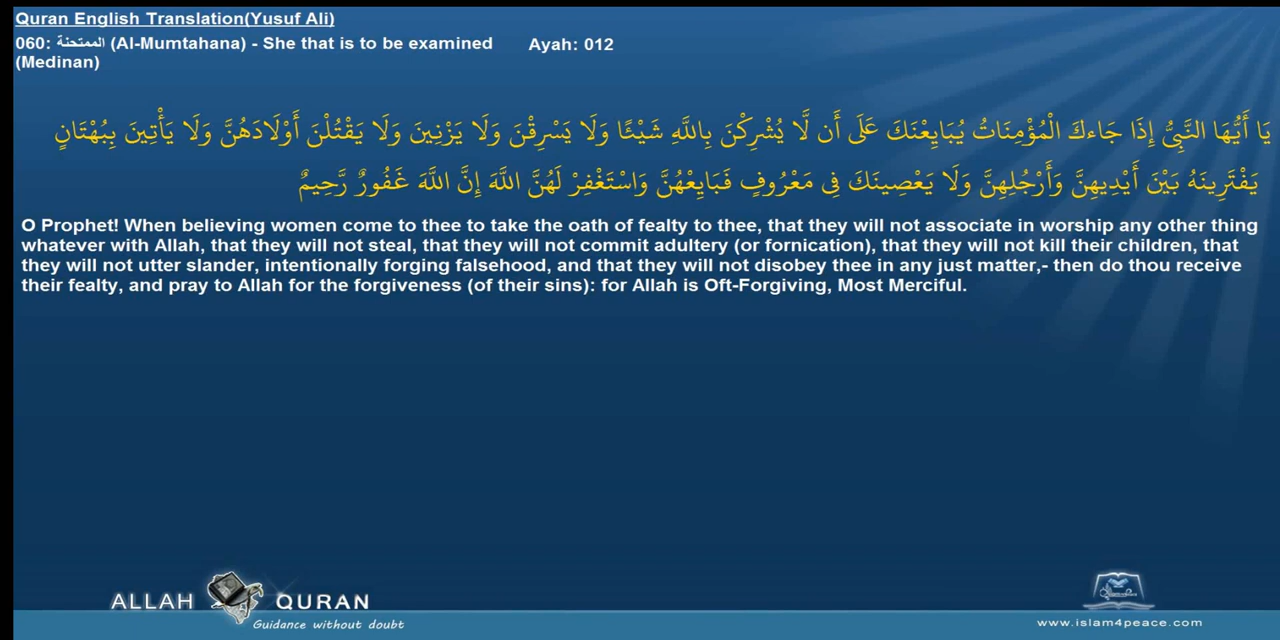 Quran English Translation(Yusuf Ali)
060: الممتحنة (Al-Mumtahana) - She that is to be examined
(Medinan)
Ayah: 012
يَا أَيُّهَا النَّبِيُّ إِذَا جَاءكَ الْمُؤْمِنَاتُ يُبَايِعْنَكَ عَلَى أَن لَّا يُشْرِكْنَ بِاللَّهِ شَيْئًا وَلَا يَسْرِقْنَ وَلَا يَزْنِينَ وَلَا يَقْتُلْنَ أَوْلَادَهُنَّ وَلَا يَأْتِينَ بِبُهْتَانٍ
يَفْتَرِينَهُ بَيْنَ أَيْدِيهِنَّ وَأَرْجُلِهِنَّ وَلَا يَعْصِينَكَ فِي مَعْرُوفٍ فَبَايِعْهُنَّ وَاسْتَغْفِرْ لَهُنَّ اللَّهَ إِنَّ اللَّهَ غَفُورٌ رَّحِيمٌ
O Prophet! When believing women come to thee to take the oath of fealty to thee, that they will not associate in worship any other thing
whatever with Allah, that they will not steal, that they will not commit adultery (or fornication), that they will not kill their children, that
they will not utter slander, intentionally forging falsehood, and that they will not disobey thee in any just matter,- then do thou receive
their fealty, and pray to Allah for the forgiveness (of their sins): for Allah is Oft-Forgiving, Most Merciful.
ALLAH QURAN
Guidance without doubt
www.islam4peace.com